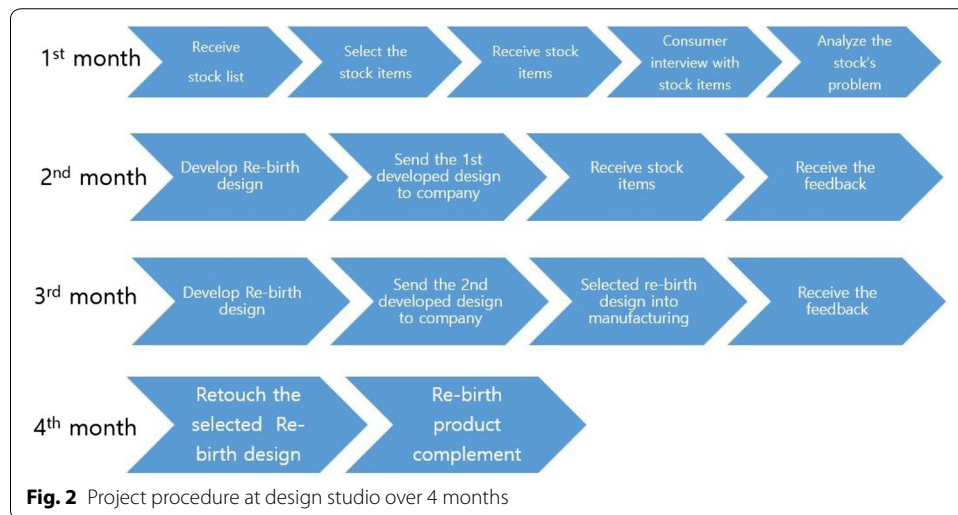 1st month
Receive
stock list
Select the
stock items
Receive stock
items
Consumer
interview with
stock items
Analyze the
stock's
problem
2nd month
Develop Re-birth
design
Send the 1st
developed design
to company
Receive stock
items
Receive the
feedback
3rd month
Develop Re-birth
design
Send the 2nd
developed design
to company
Selected re-birth
design into
manufacturing
Receive the
feedback
4th month
Retouch the
selected Re-
birth design
Re-birth
product
complement
Fig. 2 Project procedure at design studio over 4 months